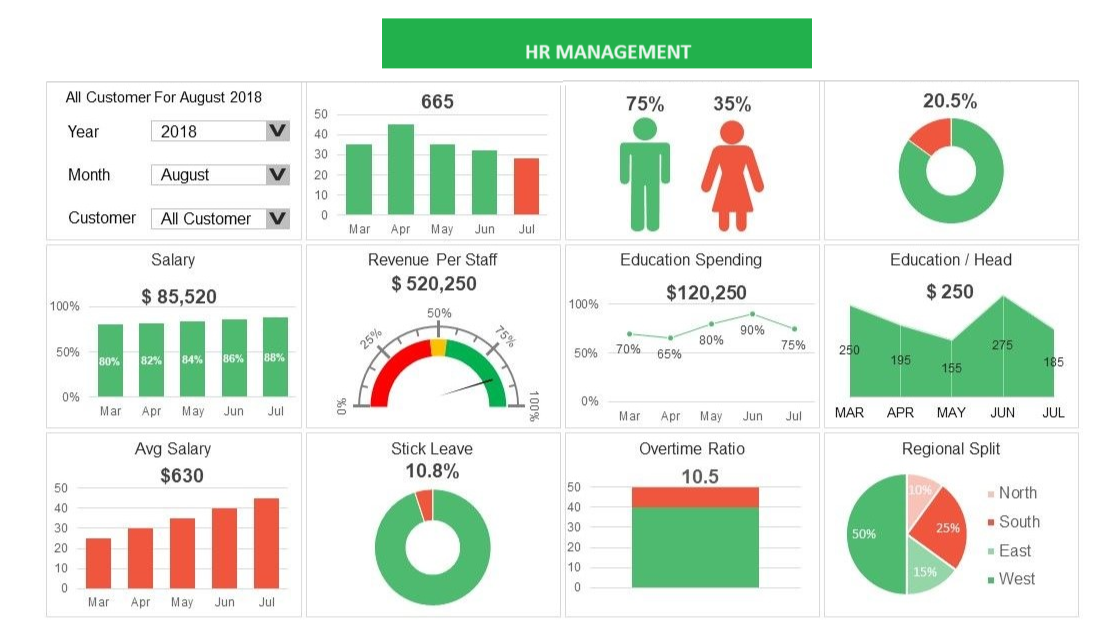 HR MANAGEMENT
All Customer For August 2018
Year 2018 V
Month August V
Customer All Customer V
665
50
40
30
20
10
0
Mar Apr May Jun Jul
75% 35%
20.5%
Salary
$ 85,520
100%
50%
0%
80% 82% 84% 86% 88%
Mar Apr May Jun Jul
Revenue Per Staff
$ 520,250
0% 25% 50% 75% 100%
Education Spending
$120,250
100%
50%
0%
70% 65% 80% 90% 75%
Mar Apr May Jun Jul
Education / Head
$ 250
250 195 155 275 185
MAR APR MAY JUN JUL
Avg Salary
$630
50
40
30
20
10
0
Mar Apr May Jun Jul
Stick Leave
10.8%
Overtime Ratio
10.5
50
40
30
20
10
0
Regional Split
10%
25%
15%
50%
North
South
East
West